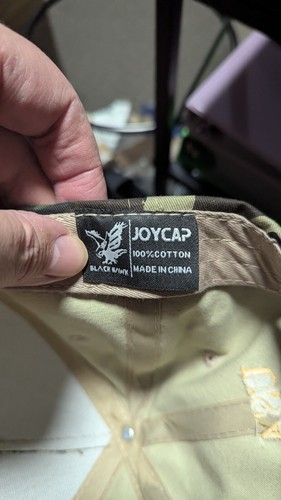 JOYCAP
100%COTTON
BLACK HAWK
MADE IN CHINA